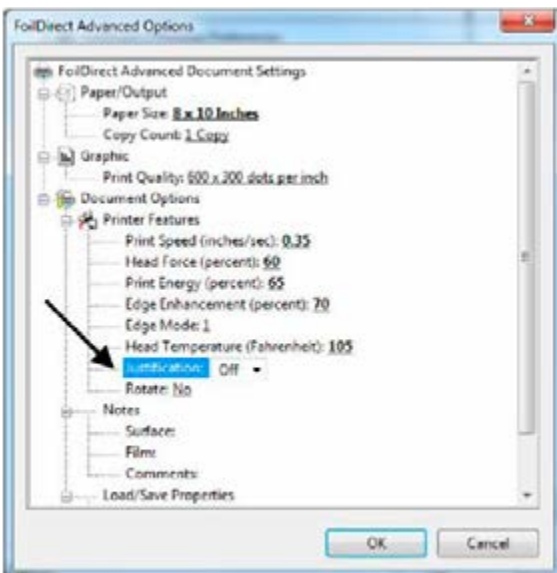 FoilDirect Advanced Options
FoilDirect Advanced Document Settings
Paper/Output
Paper Size: 8 x 10 Inches
Copy Count: 1 Copy
Graphic
Print Quality: 600 x 300 dots per inch
Document Options
Printer Features
Print Speed (inches/sec): 0.35
Head Force (percent): 60
Print Energy (percent): 65
Edge Enhancement (percent): 70
Edge Mode: 1
Head Temperature (Fahrenheit): 105
Justification: Off
Rotate: No
Notes
Surface:
Film:
Comments:
Load/Save Properties
OK Cancel